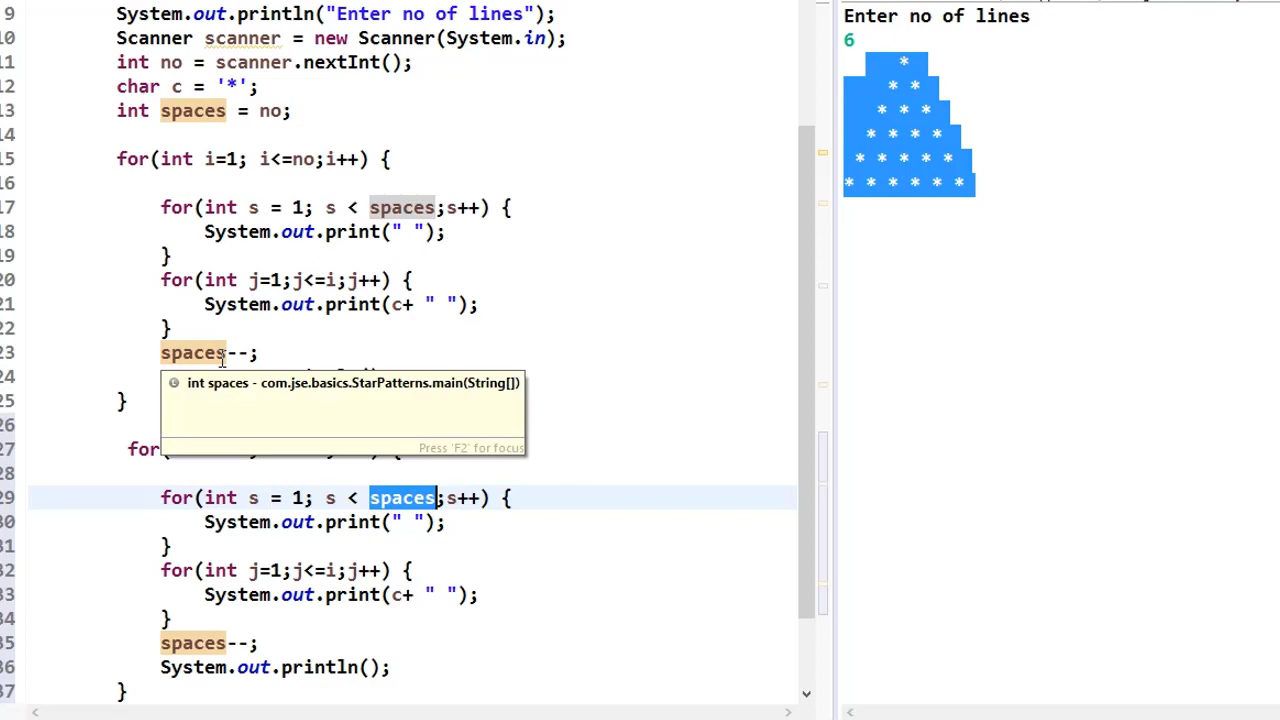 9 System.out.println("Enter no of lines");
10 Scanner scanner = new Scanner(System.in);
11 int no = scanner.nextInt();
12 char c = '*';
13 int spaces = no;
14
15 for(int i=1; i<=no;i++) {
16
17 for(int s = 1; s < spaces;s++) {
18 System.out.print(" ");
19 }
20 for(int j=1;j<=i;j++) {
21 System.out.print(c+ " ");
22 }
23 spaces--;
24
int spaces - com.jse.basics.StarPatterns.main(String[])
25 }
26
Press 'F2' for focus
27 for(
28
29 for(int s = 1; s < spaces;s++) {
30 System.out.print(" ");
31 }
32 for(int j=1;j<=i;j++) {
33 System.out.print(c+ " ");
34 }
35 spaces--;
36 System.out.println();
37 }
Enter no of lines
6
*
* *
* * *
* * * *
* * * * *
* * * * * *